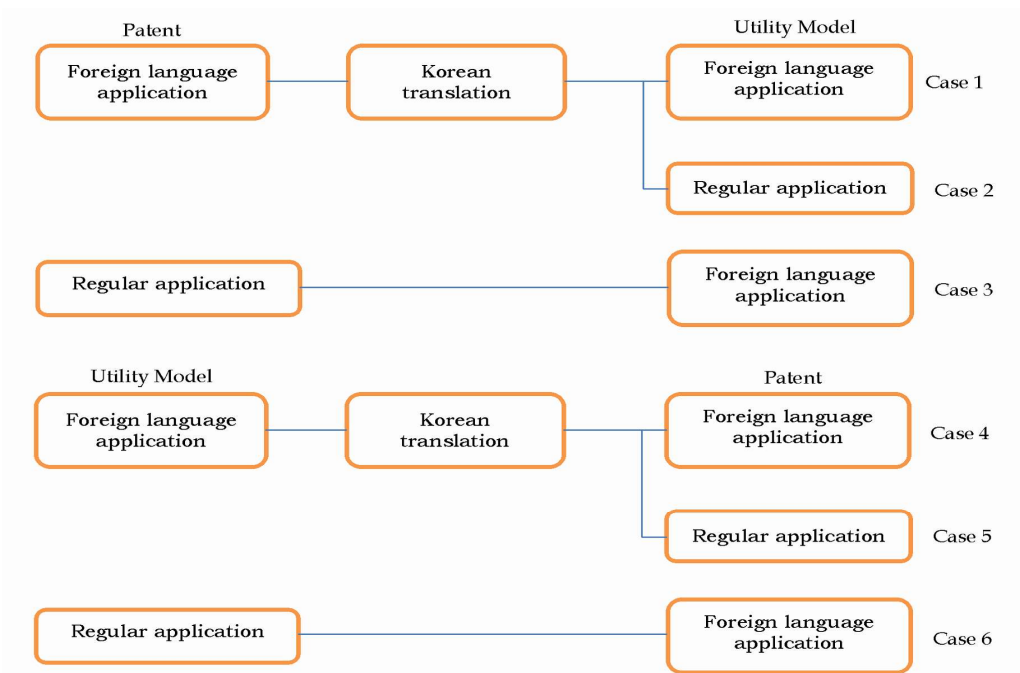 Patent
Utility Model
Foreign language
application
Korean
translation
Foreign language
application
Case 1
Regular application
Case 2
Regular application
Foreign language
application
Case 3
Utility Model
Patent
Foreign language
application
Korean
translation
Foreign language
application
Case 4
Regular application
Case 5
Regular application
Foreign language
application
Case 6